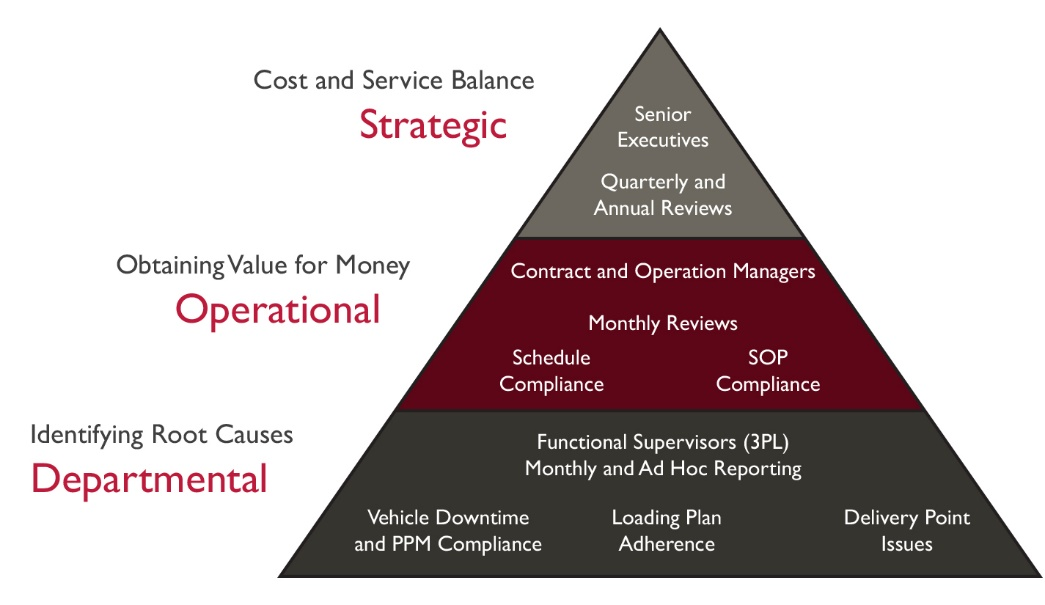 Cost and Service Balance
Strategic
Senior
Executives
Quarterly and
Annual Reviews
Obtaining Value for Money
Operational
Contract and Operation Managers
Monthly Reviews
Schedule
Compliance
SOP
Compliance
Identifying Root Causes
Departmental
Functional Supervisors (3PL)
Monthly and Ad Hoc Reporting
Vehicle Downtime
and PPM Compliance
Loading Plan
Adherence
Delivery Point
Issues